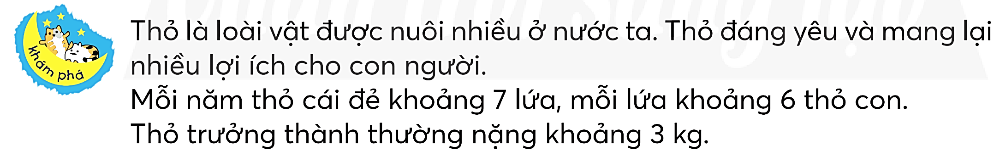 khám phá
Thỏ là loài vật được nuôi nhiều ở nước ta. Thỏ đáng yêu và mang lại
nhiều lợi ích cho con người.
Mỗi năm thỏ cái đẻ khoảng 7 lứa, mỗi lứa khoảng 6 thỏ con.
Thỏ trưởng thành thường nặng khoảng 3 kg.